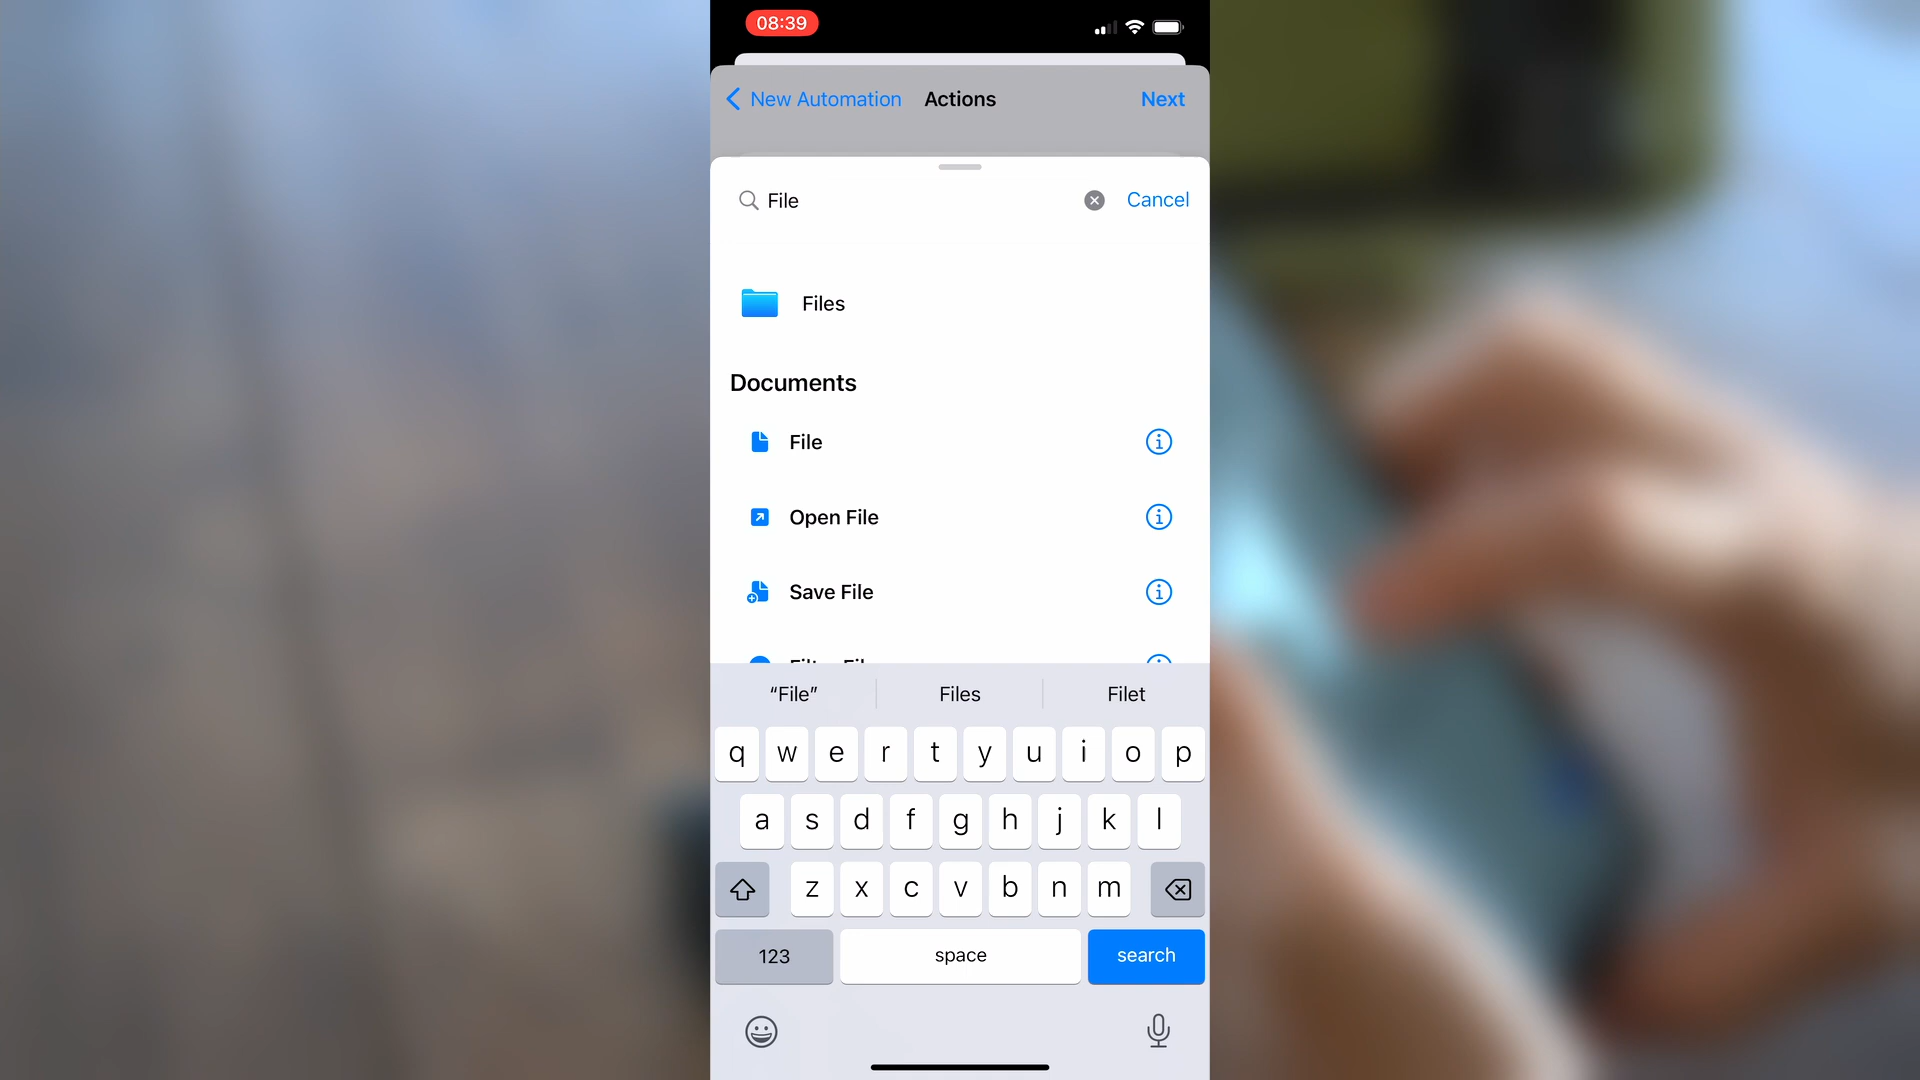 08:39
New Automation Actions Next
File Cancel
Files
Documents
File
Open File
Save File
“File” Files Filet
q w e r t y u i o p
a s d f g h j k l
z x c v b n m
123 space search